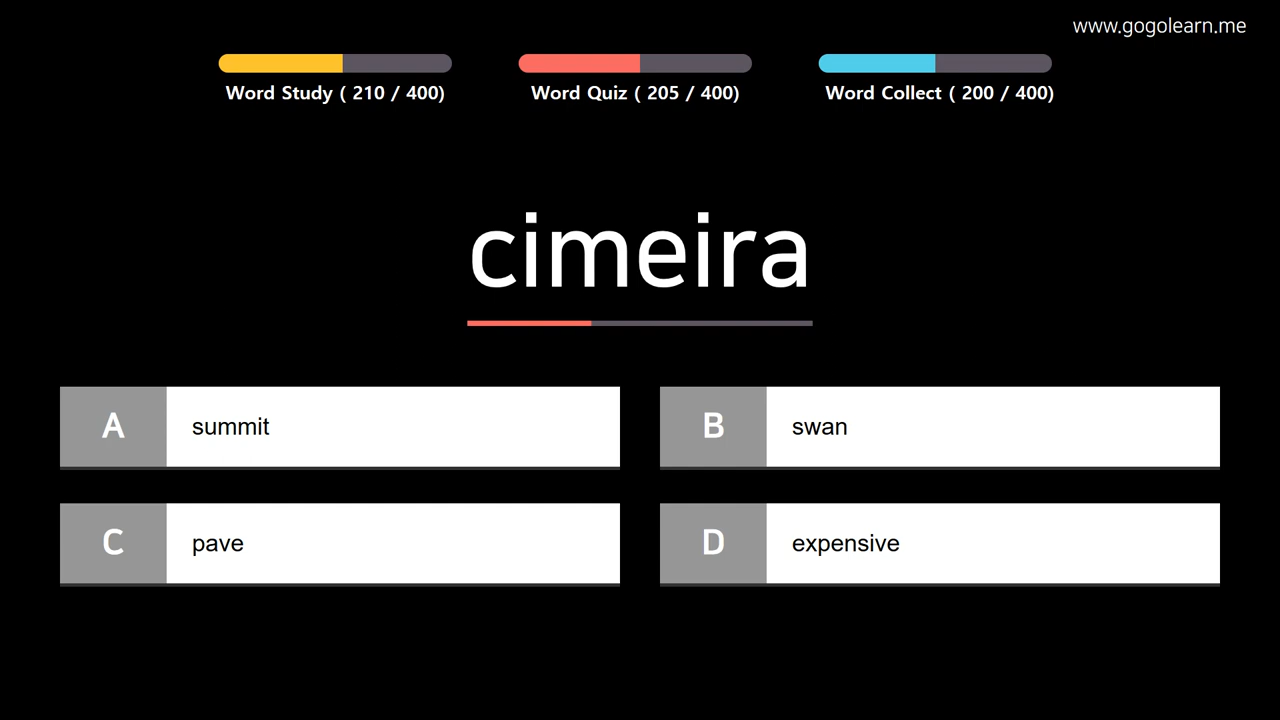 www.gogolearn.me
Word Study ( 210 / 400)
Word Quiz ( 205 / 400)
Word Collect ( 200 / 400)
cimeira
A summit
B swan
C pave
D expensive